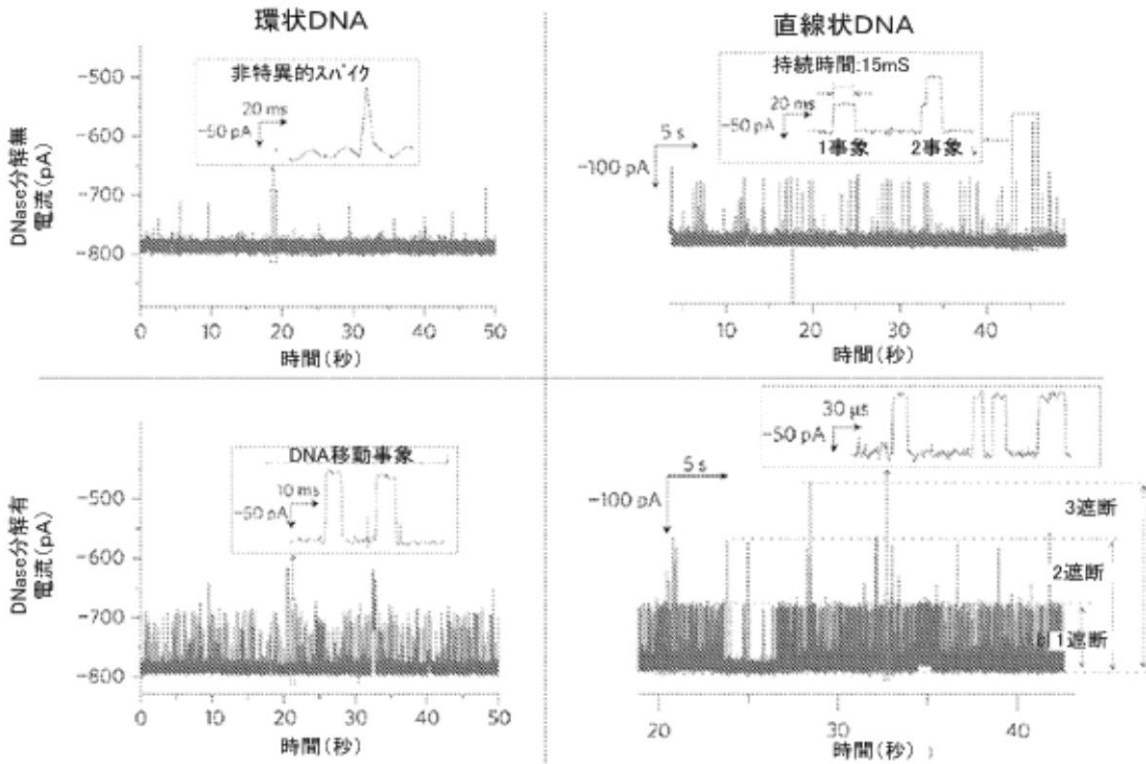 環状DNA
直線状DNA
DNase分解無
電流(pA)
-500
-600
-700
-800
非特異的スパイク
20 ms
-50 pA
0 10 20 30 40 50
時間(秒)
持続時間:15mS
20 ms
-50 pA
1事象 2事象
5 s
-100 pA
10 20 30 40
時間(秒)
DNase分解有
電流(pA)
-500
-600
-700
-800
DNA移動事象
10 ms
-50 pA
0 10 20 30 40 50
時間(秒)
30 μs
-50 pA
5 s
-100 pA
3遮断
2遮断
1遮断
20 30 40
時間(秒)